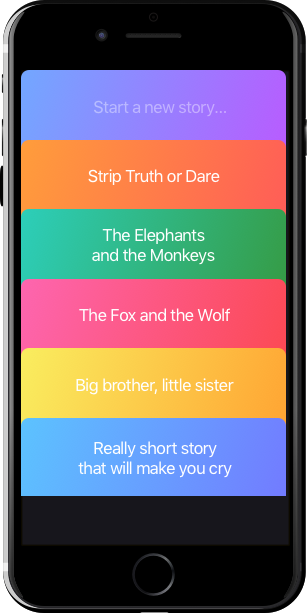 Start a new story...
Strip Truth or Dare
The Elephants
and the Monkeys
The Fox and the Wolf
Big brother, little sister
Really short story
that will make you cry